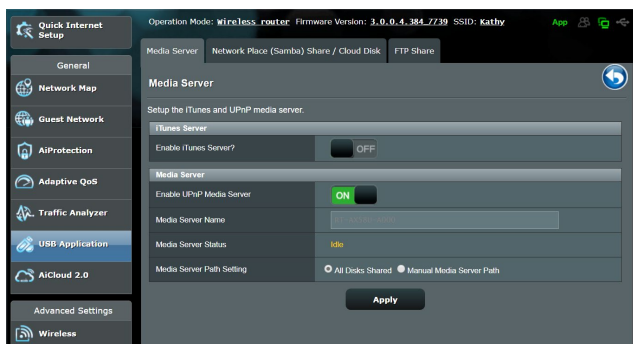 Quick Internet
Setup
Operation Mode: Wireless router Firmware Version: 3.0.0.4.384_7739 SSID: Kathy
App
Media Server
Network Place (Samba) Share / Cloud Disk
FTP Share
General
Network Map
Guest Network
AiProtection
Adaptive QoS
Traffic Analyzer
USB Application
AiCloud 2.0
Advanced Settings
Wireless
Media Server
Setup the iTunes and UPnP media server.
iTunes Server
Enable iTunes Server?
OFF
Media Server
Enable UPnP Media Server
ON
Media Server Name
Media Server Status
Idle
Media Server Path Setting
All Disks Shared
Manual Media Server Path
Apply